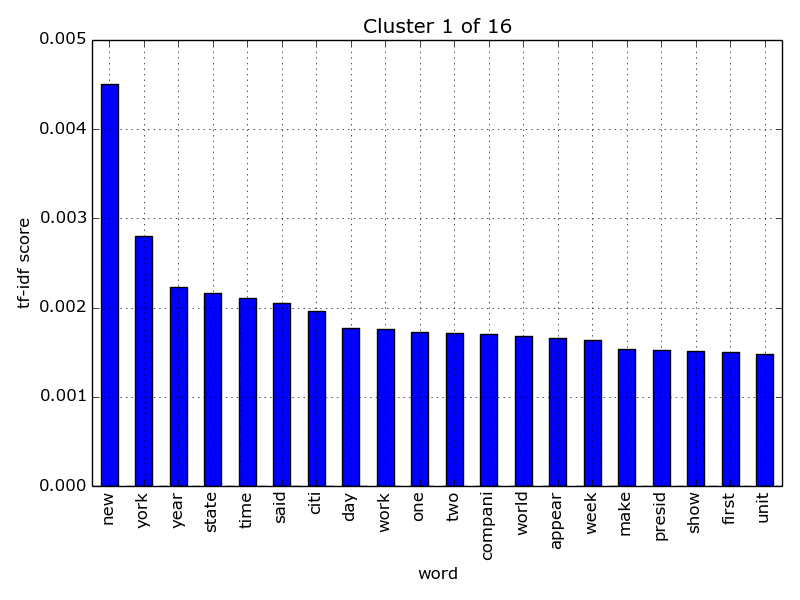 Cluster 1 of 16
0.005
0.004
0.003
0.002
0.001
0.000
tf-idf score
new york year state time said citi day work one two compani world appear week make presid show first unit
word